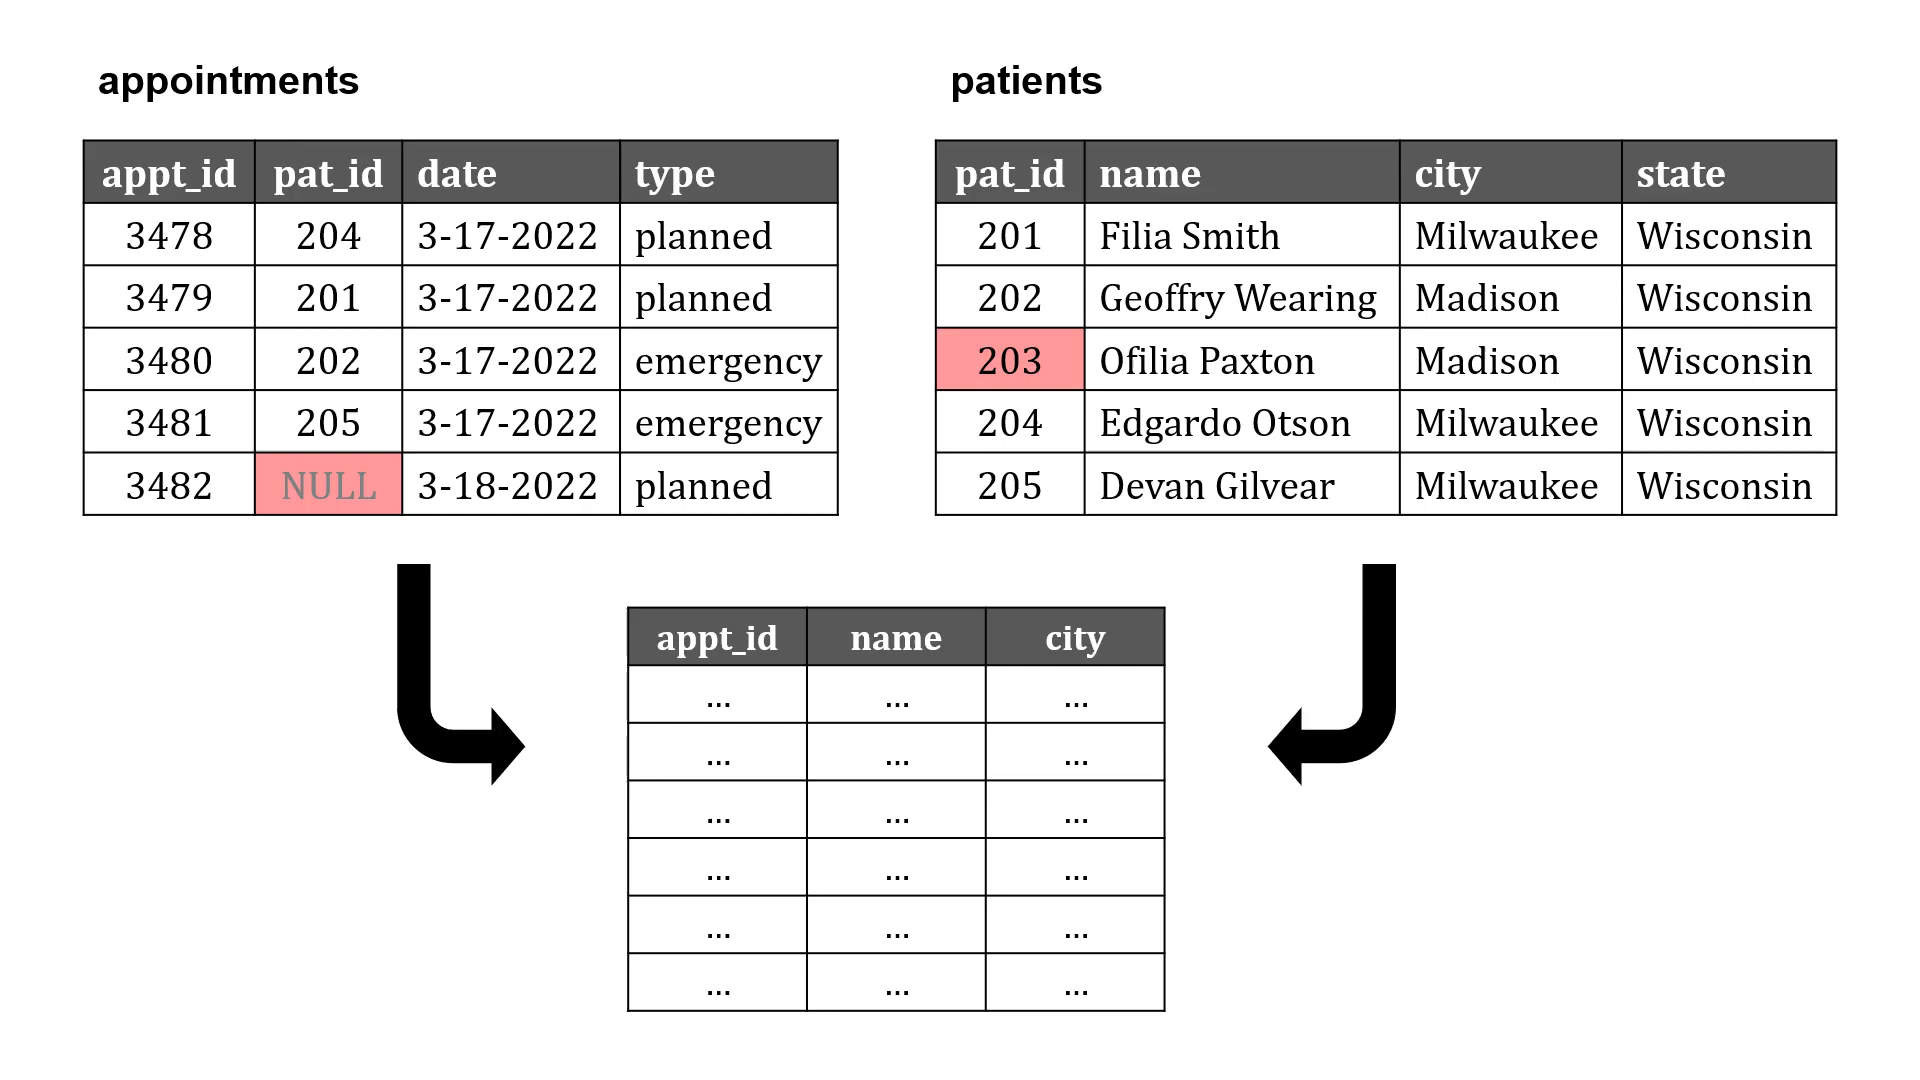 appointments
appt_id pat_id date type
3478 204 3-17-2022 planned
3479 201 3-17-2022 planned
3480 202 3-17-2022 emergency
3481 205 3-17-2022 emergency
3482 NULL 3-18-2022 planned
patients
pat_id name city state
201 Filia Smith Milwaukee Wisconsin
202 Geoffry Wearing Madison Wisconsin
203 Ofilia Paxton Madison Wisconsin
204 Edgardo Otson Milwaukee Wisconsin
205 Devan Gilvear Milwaukee Wisconsin
appt_id name city
... ... ...
... ... ...
... ... ...
... ... ...
... ... ...
... ... ...